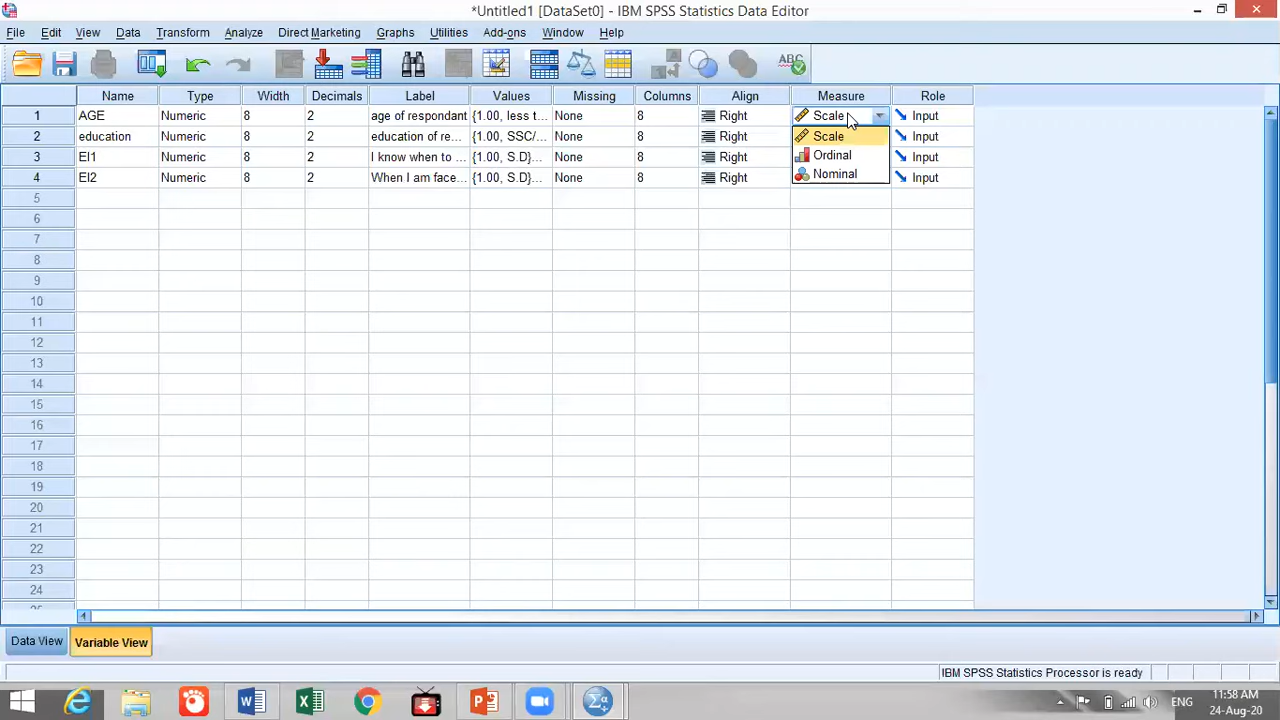 *Untitled1 [DataSet0] - IBM SPSS Statistics Data Editor
File Edit View Data Transform Analyze Direct Marketing Graphs Utilities Add-ons Window Help
Name Type Width Decimals Label Values Missing Columns Align Measure Role
1 AGE Numeric 8 2 age of respondant {1.00, less t... None 8 Right Scale Input
2 education Numeric 8 2 education of re... {1.00, SSC/... None 8 Right Scale Input
3 EI1 Numeric 8 2 I know when to ... {1.00, S.D}... None 8 Right Ordinal Input
4 EI2 Numeric 8 2 When I am face... {1.00, S.D}... None 8 Right Nominal Input
5
6
7
8
9
10
11
12
13
14
15
16
17
18
19
20
21
22
23
24
Data View Variable View
IBM SPSS Statistics Processor is ready
ENG 11:58 AM
24-Aug-20